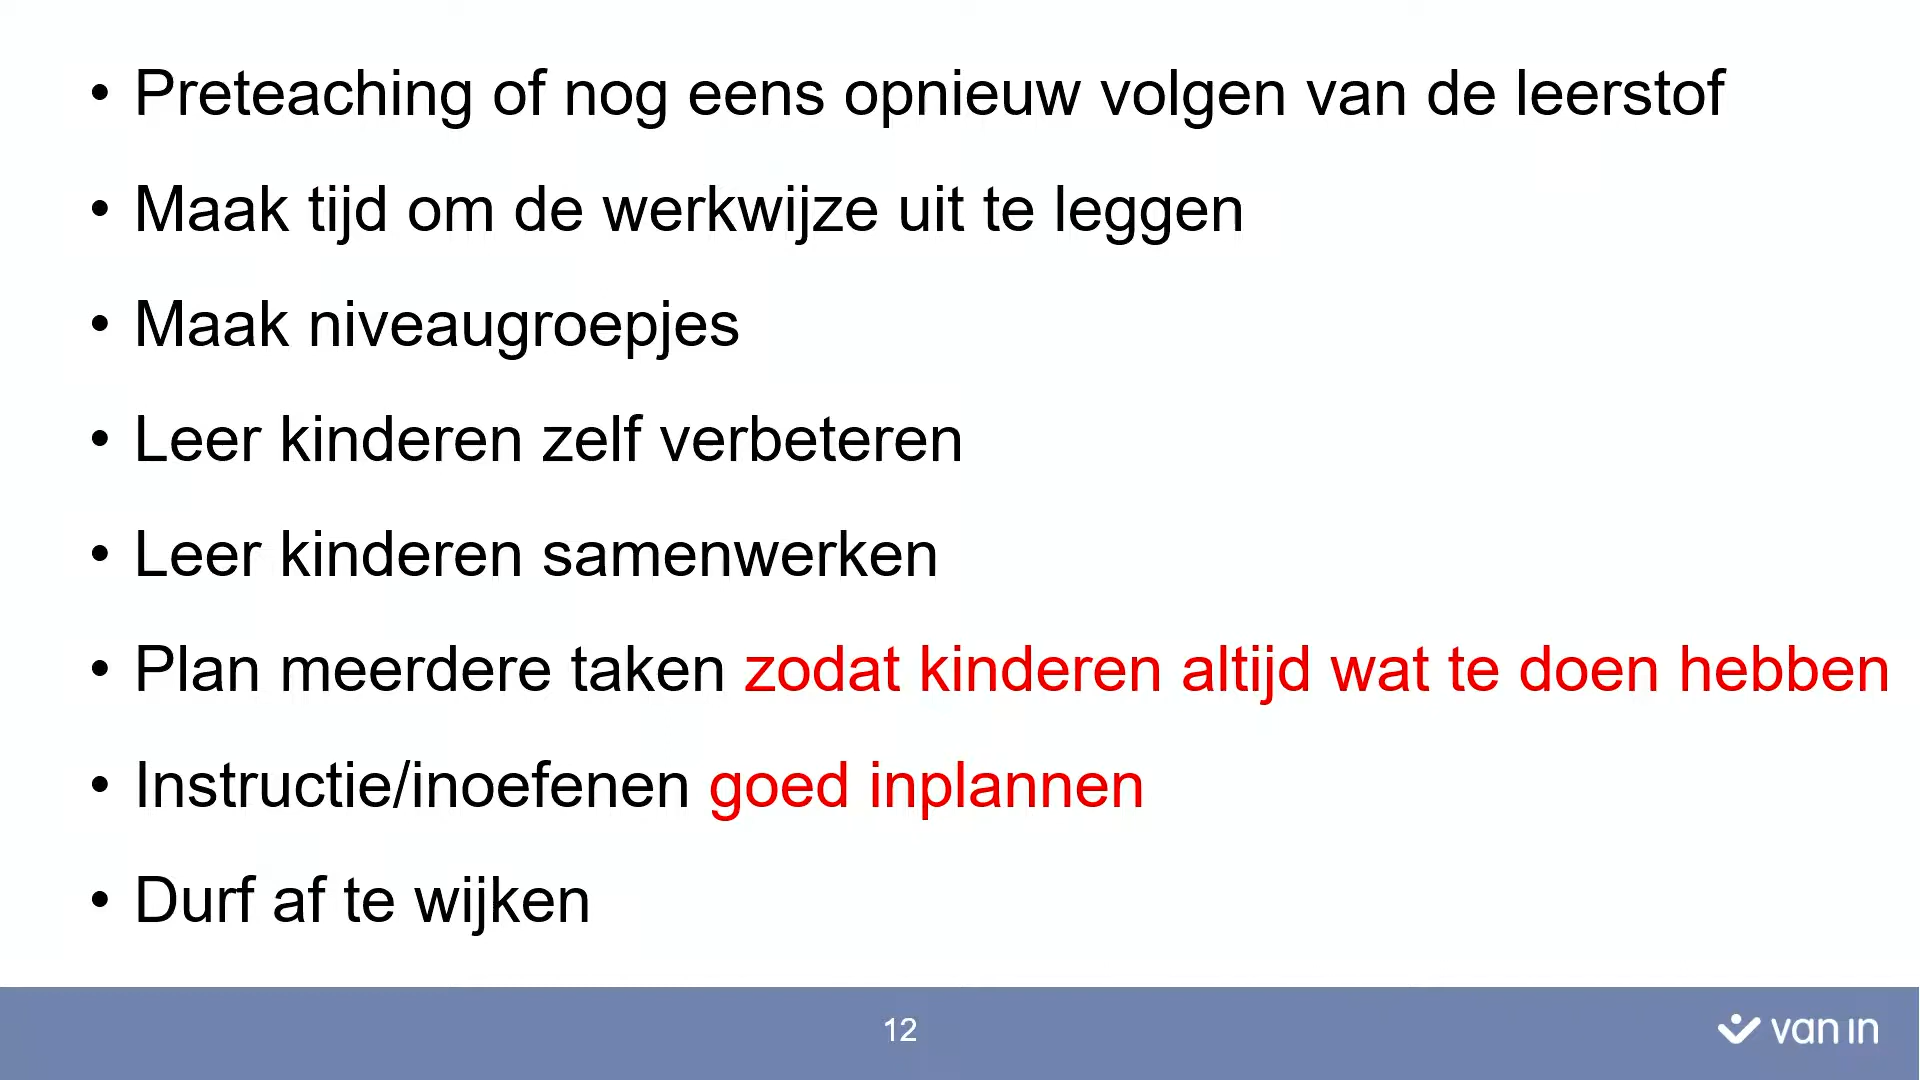 • Preteaching of nog eens opnieuw volgen van de leerstof
• Maak tijd om de werkwijze uit te leggen
• Maak niveaugroepjes
• Leer kinderen zelf verbeteren
• Leer kinderen samenwerken
• Plan meerdere taken zodat kinderen altijd wat te doen hebben
• Instructie/inoefenen goed inplannen
• Durf af te wijken
12
van in